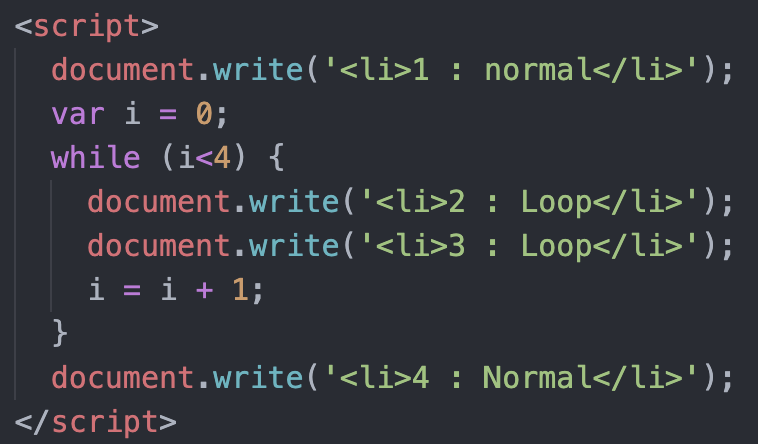 <script>
document.write('<li>1 : normal</li>');
var i = 0;
while (i<4) {
document.write('<li>2 : Loop</li>');
document.write('<li>3 : Loop</li>');
i = i + 1;
}
document.write('<li>4 : Normal</li>');
</script>